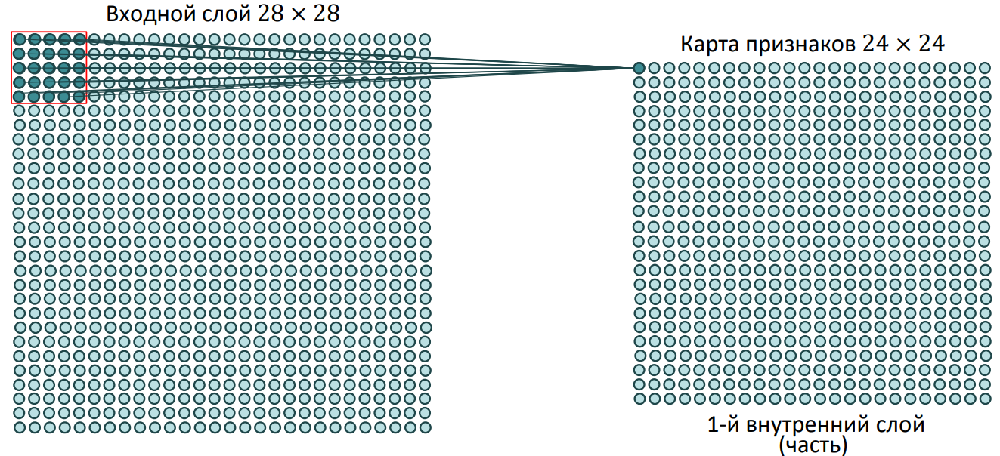 Входной слой 28 × 28
Карта признаков 24 × 24
1-й внутренний слой
(часть)